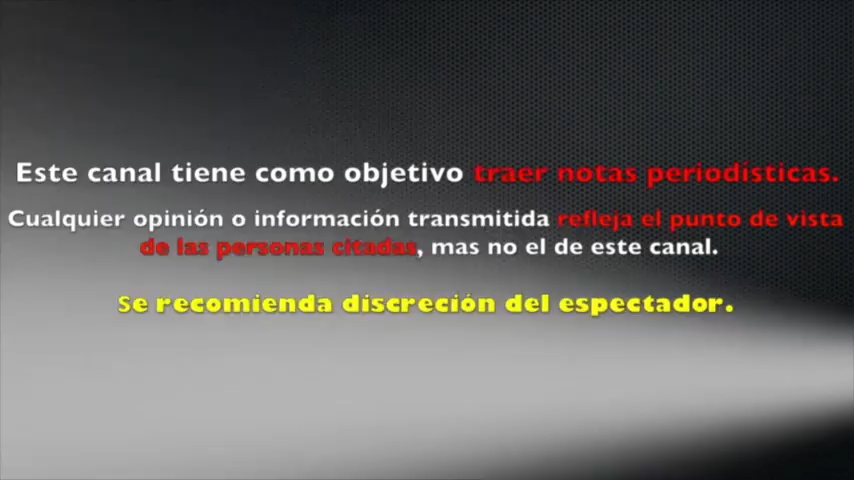 Este canal tiene como objetivo traer notas periodísticas.
Cualquier opinión o información transmitida refleja el punto de vista
de las personas citadas, mas no el de este canal.
Se recomienda discreción del espectador.